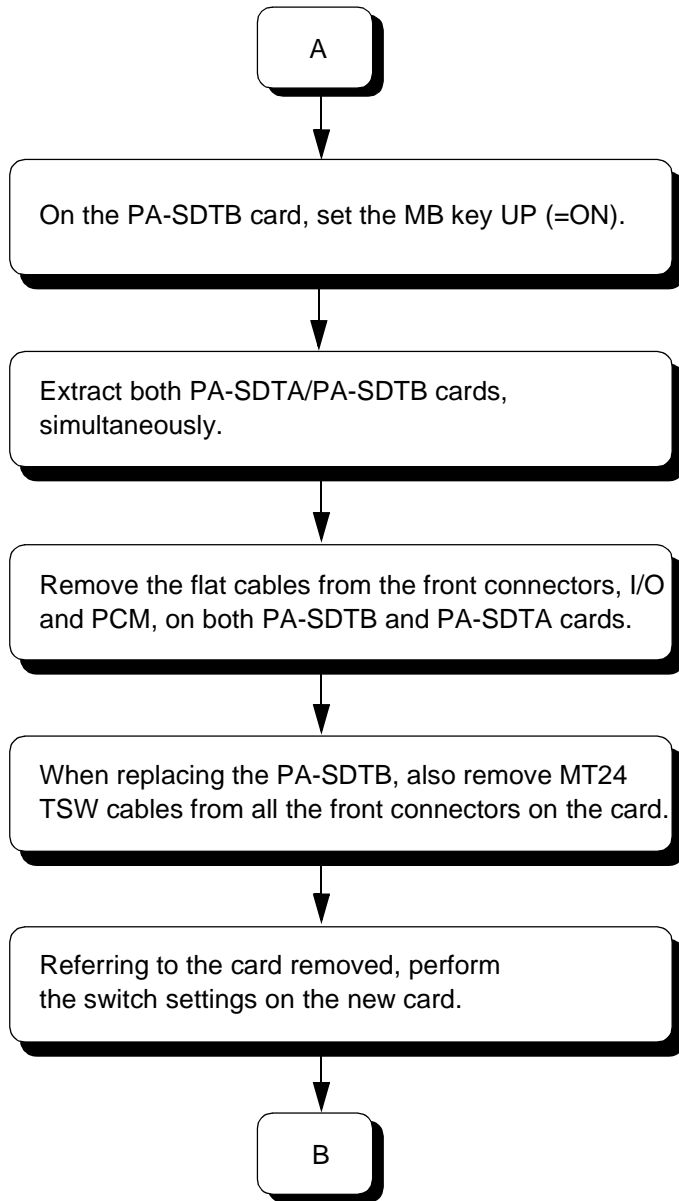 A
On the PA-SDTB card, set the MB key UP (=ON).
Extract both PA-SDTA/PA-SDTB cards,
simultaneously.
Remove the flat cables from the front connectors, I/O
and PCM, on both PA-SDTB and PA-SDTA cards.
When replacing the PA-SDTB, also remove MT24
TSW cables from all the front connectors on the card.
Referring to the card removed, perform
the switch settings on the new card.
B